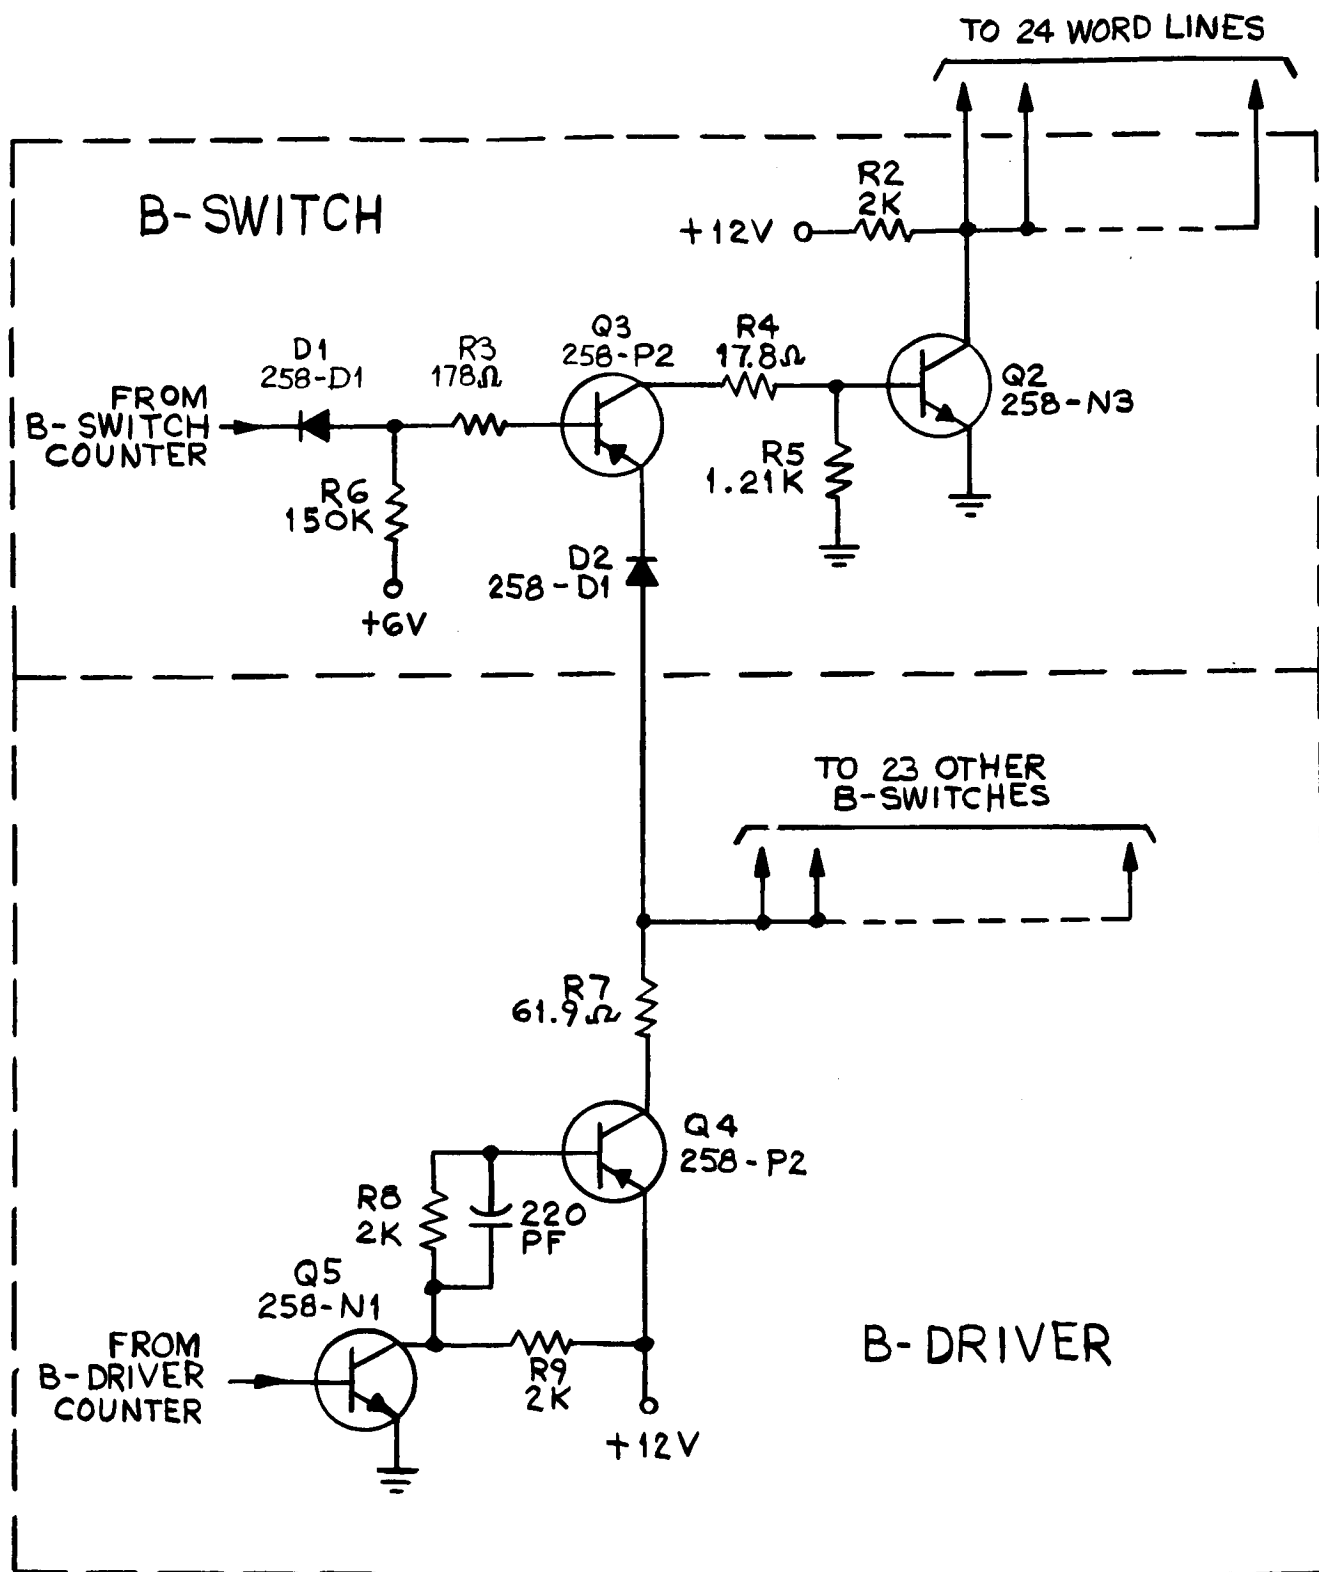 TO 24 WORD LINES
B-SWITCH
R2
2K
+12V
Q3
258-P2
R4
17.8Ω
D1
258-D1
R3
178Ω
Q2
258-N3
FROM
B-SWITCH
COUNTER
R5
1.21K
R6
150K
D2
258-D1
+6V
TO 23 OTHER
B-SWITCHES
R7
61.9Ω
Q4
258-P2
R8
2K
220
PF
Q5
258-N1
FROM
B-DRIVER
COUNTER
R9
2K
B-DRIVER
+12V